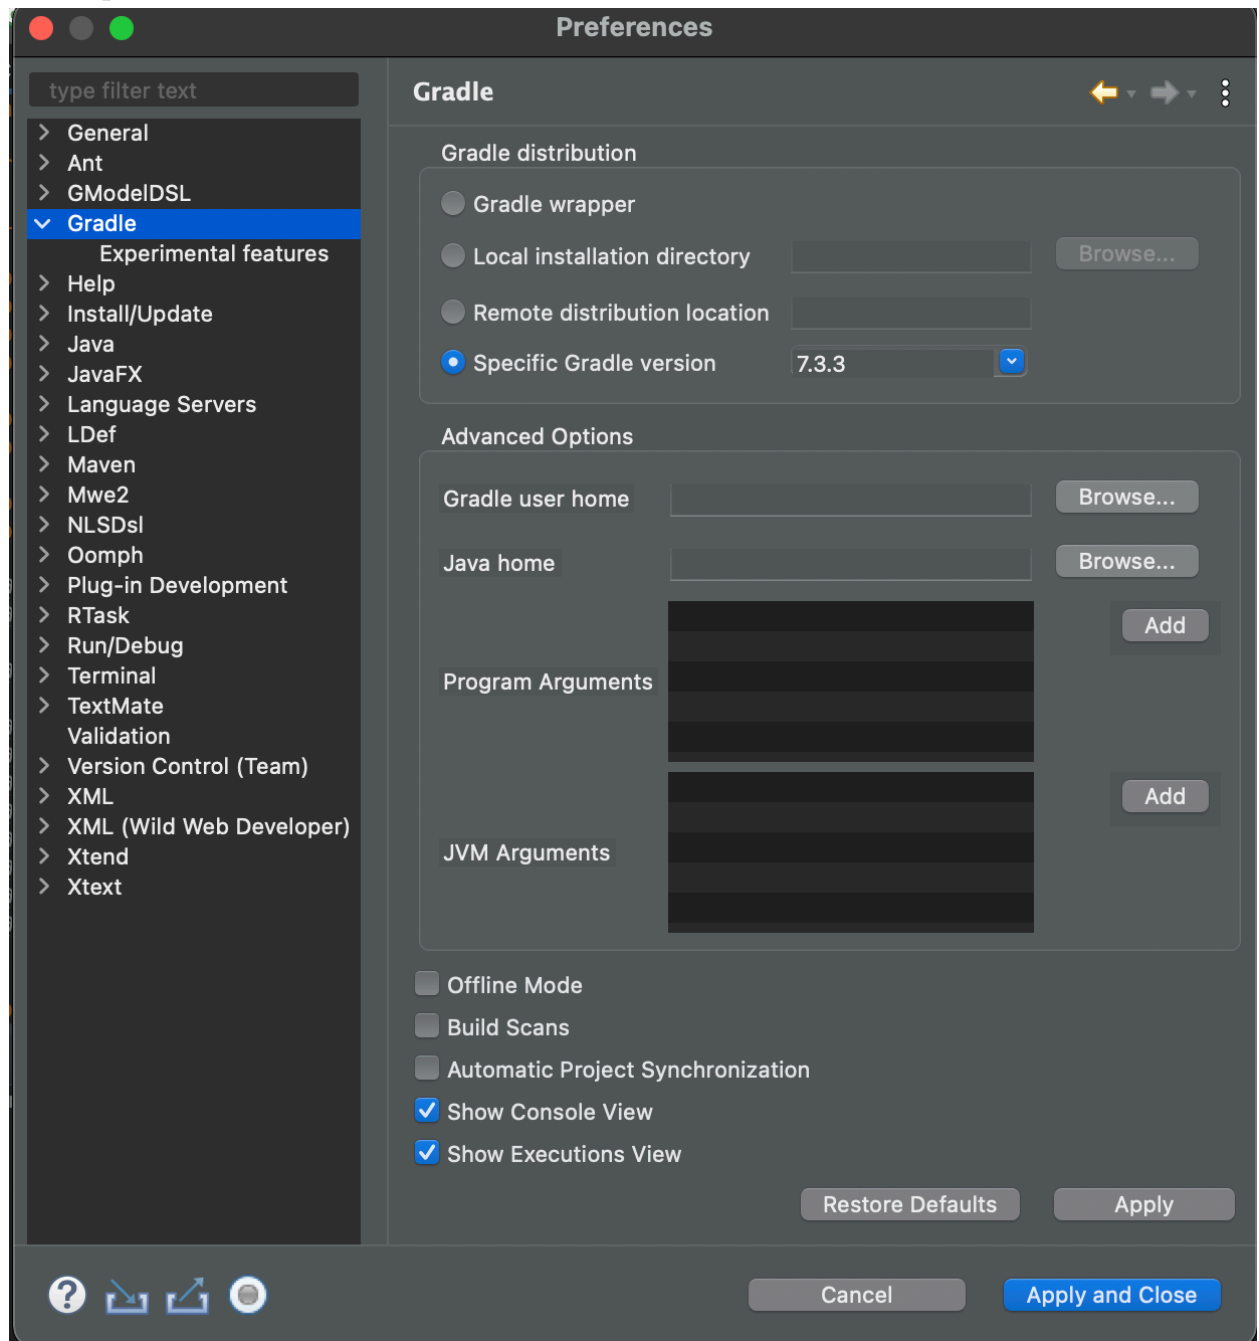 Preferences
type filter text
General
Ant
GModelDSL
Gradle
Experimental features
Help
Install/Update
Java
JavaFX
Language Servers
LDef
Maven
Mwe2
NLSDsl
Oomph
Plug-in Development
RTask
Run/Debug
Terminal
TextMate
Validation
Version Control (Team)
XML
XML (Wild Web Developer)
Xtend
Xtext
Gradle
Gradle distribution
Gradle wrapper
Local installation directory Browse...
Remote distribution location
Specific Gradle version 7.3.3
Advanced Options
Gradle user home Browse...
Java home Browse...
Add
Program Arguments
Add
JVM Arguments
Offline Mode
Build Scans
Automatic Project Synchronization
Show Console View
Show Executions View
Restore Defaults Apply
? Cancel Apply and Close